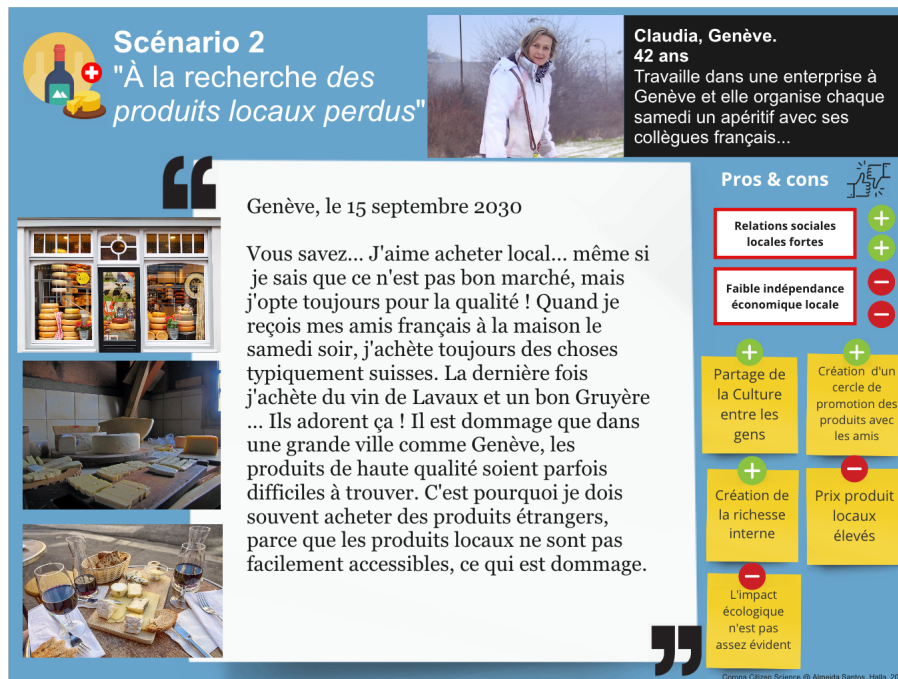 Scénario 2
"À la recherche des
produits locaux perdus"
Claudia, Genève.
42 ans
Travaille dans une enterprise à
Genève et elle organise chaque
samedi un apéritif avec ses
collègues français...
Genève, le 15 septembre 2030
Vous savez... J'aime acheter local... même si
je sais que ce n'est pas bon marché, mais
j'opte toujours pour la qualité ! Quand je
reçois mes amis français à la maison le
samedi soir, j'achète toujours des choses
typiquement suisses. La dernière fois
j'achète du vin de Lavaux et un bon Gruyère
... Ils adorent ça ! Il est dommage que dans
une grande ville comme Genève, les
produits de haute qualité soient parfois
difficiles à trouver. C'est pourquoi je dois
souvent acheter des produits étrangers,
parce que les produits locaux ne sont pas
facilement accessibles, ce qui est dommage.
Pros & cons
Relations sociales
locales fortes
Faible indépendance
économique locale
Partage de
la Culture
entre les
gens
Création d'un
cercle de
promotion des
produits avec
les amis
Création de
la richesse
interne
Prix produit
locaux
élevés
L'impact
écologique
n'est pas
assez évident
Corona Citizen Science @ Almeida Santos, Halla, 20